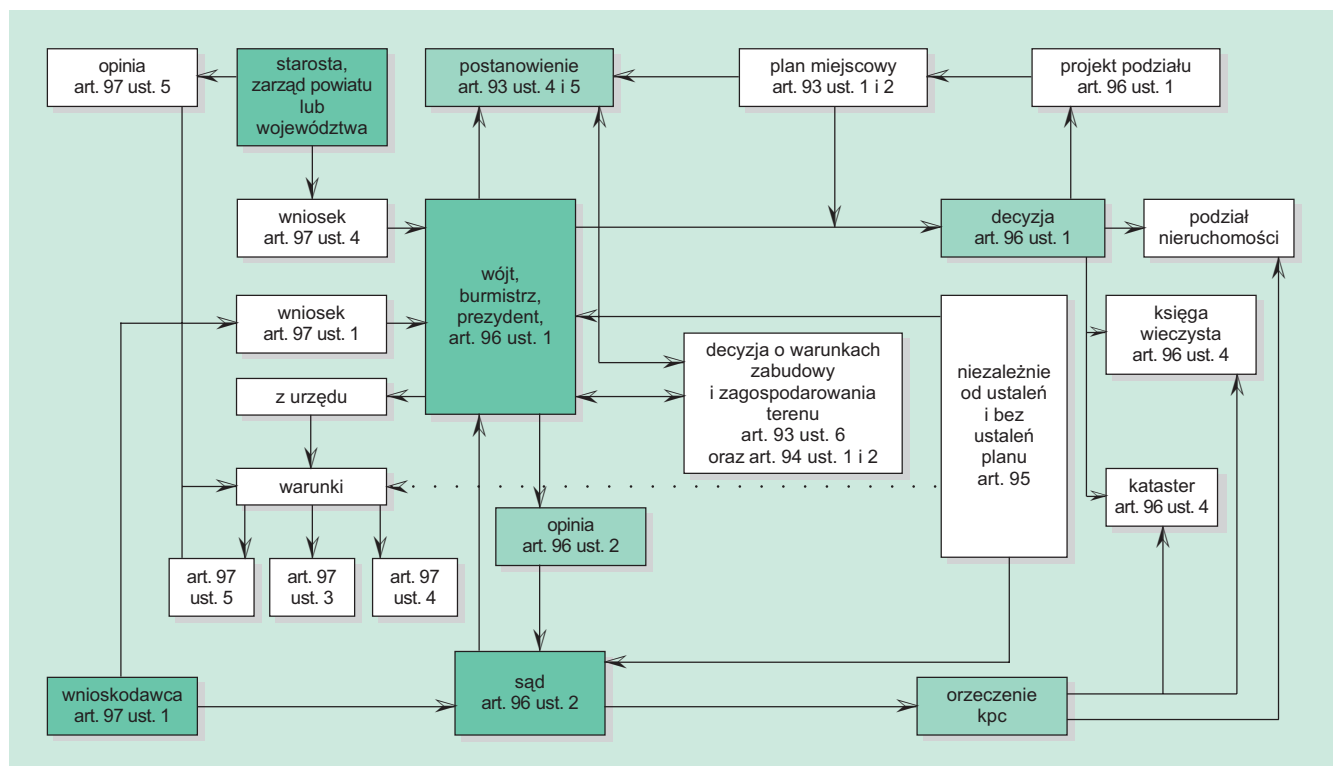 opinia
art. 97 ust. 5
starosta,
zarząd powiatu
lub
województwa
postanowienie
art. 93 ust. 4 i 5
plan miejscowy
art. 93 ust. 1 i 2
projekt podziału
art. 96 ust. 1
wniosek
art. 97 ust. 4
wójt,
burmistrz,
prezydent,
art. 96 ust. 1
decyzja
art. 96 ust. 1
podział
nieruchomości
wniosek
art. 97 ust. 1
decyzja o warunkach
zabudowy
i zagospodarowania
terenu
art. 93 ust. 6
oraz art. 94 ust. 1 i 2
niezależnie
od ustaleń
i bez
ustaleń
planu
art. 95
księga
wieczysta
art. 96 ust. 4
z urzędu
warunki
kataster
art. 96 ust. 4
opinia
art. 96 ust. 2
art. 97
ust. 5
art. 97
ust. 3
art. 97
ust. 4
wnioskodawca
art. 97 ust. 1
sąd
art. 96 ust. 2
orzeczenie
kpc